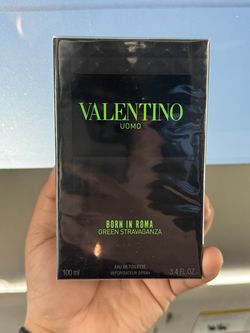 VALENTINO
UOMO
BORN IN ROMA
GREEN STRAVAGANZA
EAU DE TOILETTE
VAPORISATEUR SPRAY
100 ml
3.4 FL.OZ.